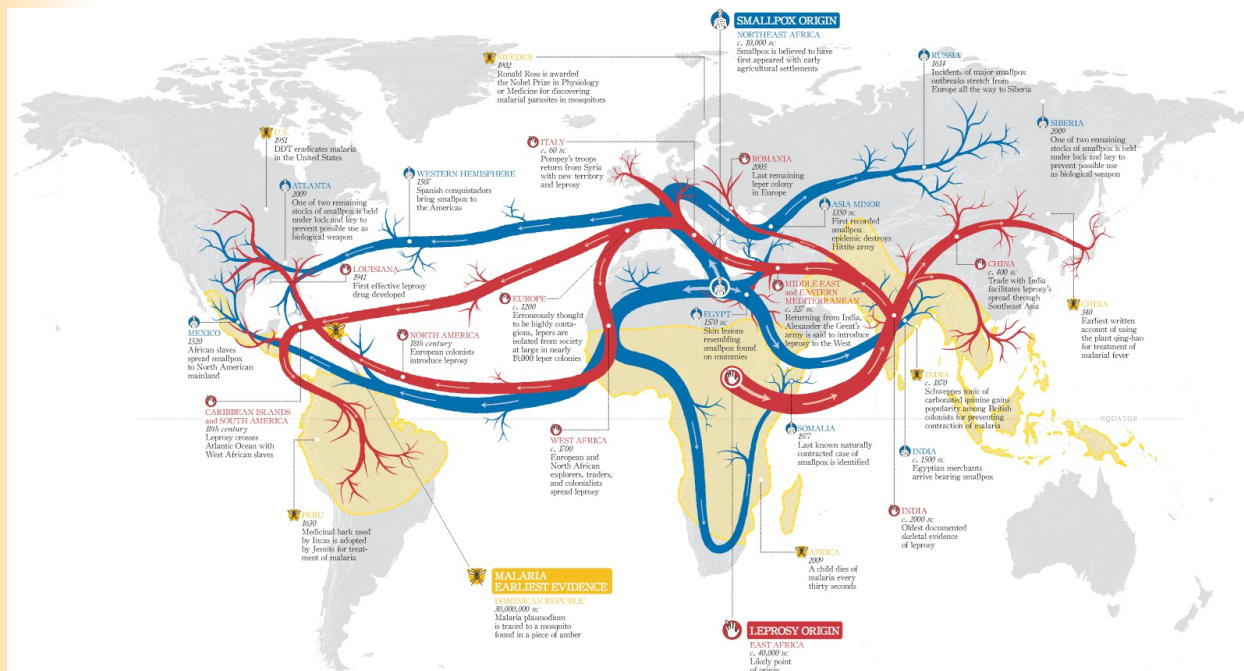 SMALLPOX ORIGIN
NORTHEAST AFRICA
c. 10,000 BC
Smallpox is believed to have
first appeared with early
agricultural settlements
SWEDEN
1902
Ronald Ross is awarded
the Nobel Prize in Physiology
or Medicine for discovering
malarial parasites in mosquitoes
RUSSIA
1614
Incidents of major smallpox
outbreaks stretch from
Europe all the way to Siberia
U.S.
1951
DDT eradicates malaria
in the United States
SIBERIA
2009
One of two remaining
stocks of smallpox is held
under lock and key to
prevent possible use
as biological weapon
ITALY
c. 60 BC
Pompey's troops
return from Syria
with new territory
and leprosy
ROMANIA
2005
Last remaining
leper colony
in Europe
WESTERN HEMISPHERE
1507
Spanish conquistadors
bring smallpox to
the Americas
ATLANTA
2009
One of two remaining
stocks of smallpox is held
under lock and key to
prevent possible use as
biological weapon
ASIA MINOR
1350 BC
First recorded
smallpox
epidemic destroys
Hittite army
LOUISIANA
1941
First effective leprosy
drug developed
CHINA
c. 400 BC
Trade with India
facilitates leprosy's
spread through
Southeast Asia
MIDDLE EAST
and EASTERN
MEDITERRANEAN
c. 327 BC
Returning from India,
Alexander the Great's
army is said to introduce
leprosy to the West
EUROPE
c. 1200
Erroneously thought
to be highly conta-
gious, lepers are
isolated from society
at large in nearly
19,000 leper colonies
CHINA
340
Earliest written
account of using
the plant qing-hao
for treatment of
malarial fever
EGYPT
1570 BC
Skin lesions
resembling
smallpox found
on mummies
MEXICO
1520
African slaves
spread smallpox
to North American
mainland
NORTH AMERICA
18th century
European colonists
introduce leprosy
INDIA
c. 1870
Schweppes tonic of
carbonated quinine gains
popularity among British
colonists for preventing
contraction of malaria
CARIBBEAN ISLANDS
and SOUTH AMERICA
18th century
Leprosy crosses
Atlantic Ocean with
West African slaves
EQUATOR
WEST AFRICA
c. 1700
European and
North African
explorers, traders,
and colonialists
spread leprosy
SOMALIA
1977
Last known naturally
contracted case of
smallpox is identified
INDIA
c. 1500 BC
Egyptian merchants
arrive bearing smallpox
INDIA
c. 2000 BC
Oldest documented
skeletal evidence
of leprosy
PERU
1630
Medicinal bark used
by Incas is adopted
by Jesuits for treat-
ment of malaria
AFRICA
2009
A child dies of
malaria every
thirty seconds
MALARIA
EARLIEST EVIDENCE
DOMINICAN REPUBLIC
30,000,000 BC
Malaria plasmodium
is traced to a mosquito
found in a piece of amber
LEPROSY ORIGIN
EAST AFRICA
c. 40,000 BC
Likely point
of origin